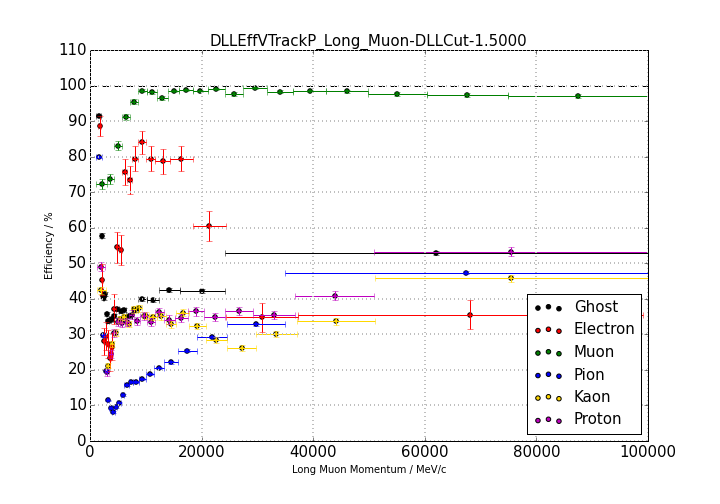 DLLEffVTrackP_Long_Muon-DLLCut-1.5000
110
100
90
80
70
60
50
40
30
20
10
0
Efficiency / %
0 20000 40000 60000 80000 100000
Long Muon Momentum / MeV/c
Ghost
Electron
Muon
Pion
Kaon
Proton